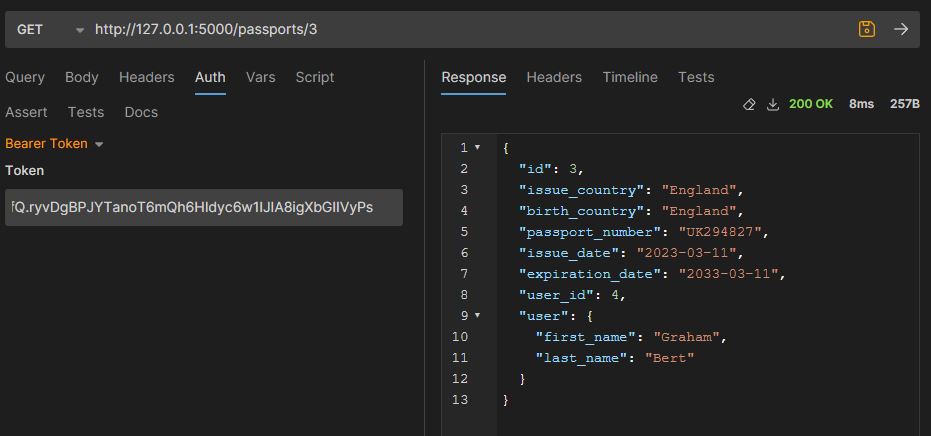 GET http://127.0.0.1:5000/passports/3
Query Body Headers Auth Vars Script
Assert Tests Docs
Bearer Token
Token
Response Headers Timeline Tests
200 OK 8ms 257B
1 {
2 "id": 3,
3 "issue_country": "England",
4 "birth_country": "England",
5 "passport_number": "UK294827",
6 "issue_date": "2023-03-11",
7 "expiration_date": "2033-03-11",
8 "user_id": 4,
9 "user": {
10 "first_name": "Graham",
11 "last_name": "Bert"
12 }
13 }